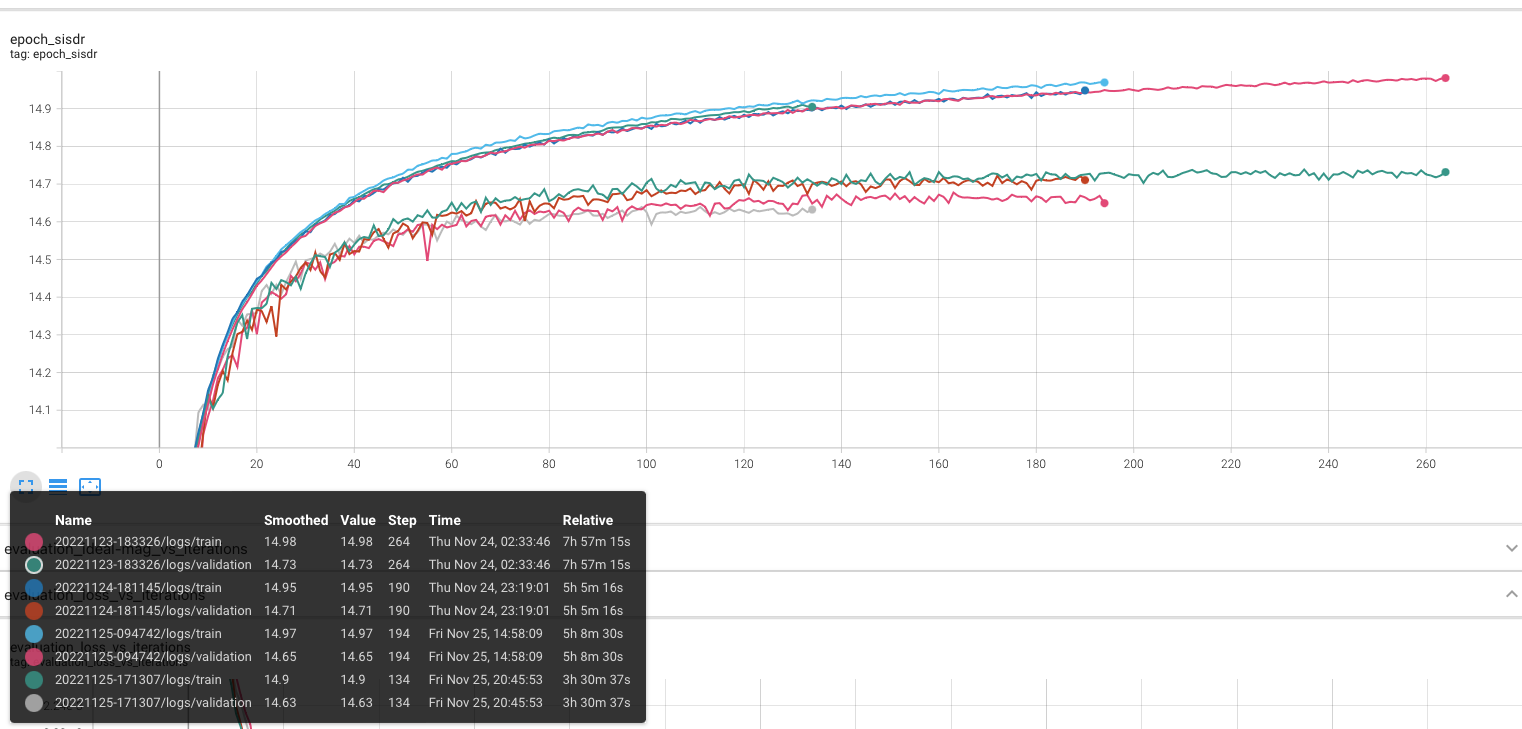 epoch_sisdr
tag: epoch_sisdr
14.9
14.8
14.7
14.6
14.5
14.4
14.3
14.2
14.1
0 20 40 60 80 100 120 140 160 180 200 220 240 260
Name Smoothed Value Step Time Relative
20221123-183326/logs/train 14.98 14.98 264 Thu Nov 24, 02:33:46 7h 57m 15s
evaluation_ideal-mag_vs_iterations
20221123-183326/logs/validation 14.73 14.73 264 Thu Nov 24, 02:33:46 7h 57m 15s
20221124-181145/logs/train 14.95 14.95 190 Thu Nov 24, 23:19:01 5h 5m 16s
evaluation_loss_vs_iterations
20221124-181145/logs/validation 14.71 14.71 190 Thu Nov 24, 23:19:01 5h 5m 16s
20221125-094742/logs/train 14.97 14.97 194 Fri Nov 25, 14:58:09 5h 8m 30s
evaluation_loss_vs_iterations
20221125-094742/logs/validation 14.65 14.65 194 Fri Nov 25, 14:58:09 5h 8m 30s
tag: evaluation_loss_vs_iterations
20221125-171307/logs/train 14.9 14.9 134 Fri Nov 25, 20:45:53 3h 30m 37s
20221125-171307/logs/validation 14.63 14.63 134 Fri Nov 25, 20:45:53 3h 30m 37s